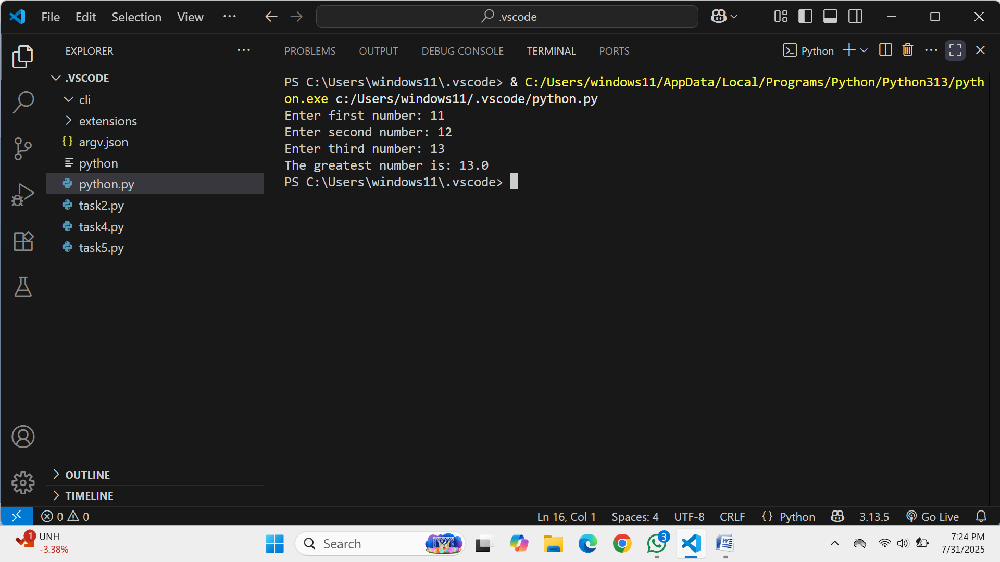 File Edit Selection View ··· .vscode
EXPLORER ···
.VSCODE
cli
extensions
{} argv.json
python
python.py
task2.py
task4.py
task5.py
OUTLINE
TIMELINE
PROBLEMS OUTPUT DEBUG CONSOLE TERMINAL PORTS Python
PS C:\Users\windows11\.vscode> & C:/Users/windows11/AppData/Local/Programs/Python/Python313/pyth
on.exe c:/Users/windows11/.vscode/python.py
Enter first number: 11
Enter second number: 12
Enter third number: 13
The greatest number is: 13.0
PS C:\Users\windows11\.vscode>
0 0 Ln 16, Col 1 Spaces: 4 UTF-8 CRLF {} Python 3.13.5 Go Live
1 UNH
-3.38%
Search
3
W
7:24 PM
7/31/2025